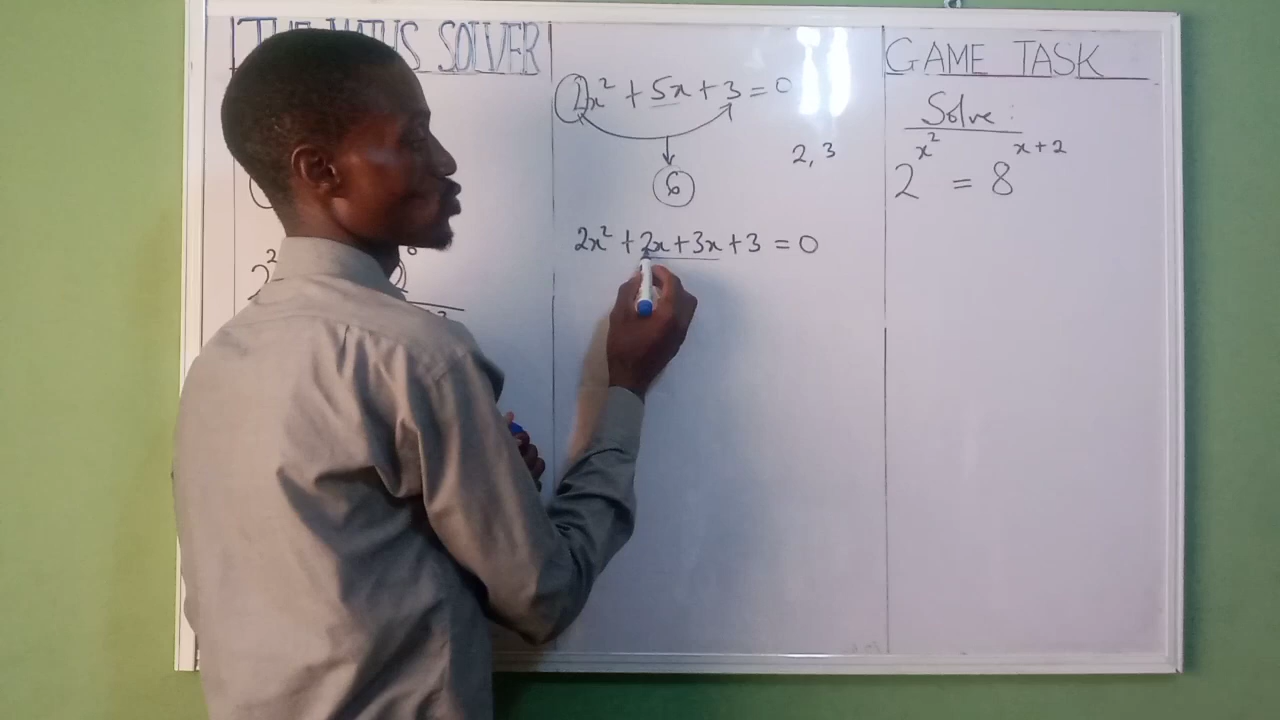 THE MATHS SOLVER
2x² + 5x + 3 = 0
2, 3
6
2x² + 2x + 3x + 3 = 0
GAME TASK
Solve:
2^x² = 8^x+2